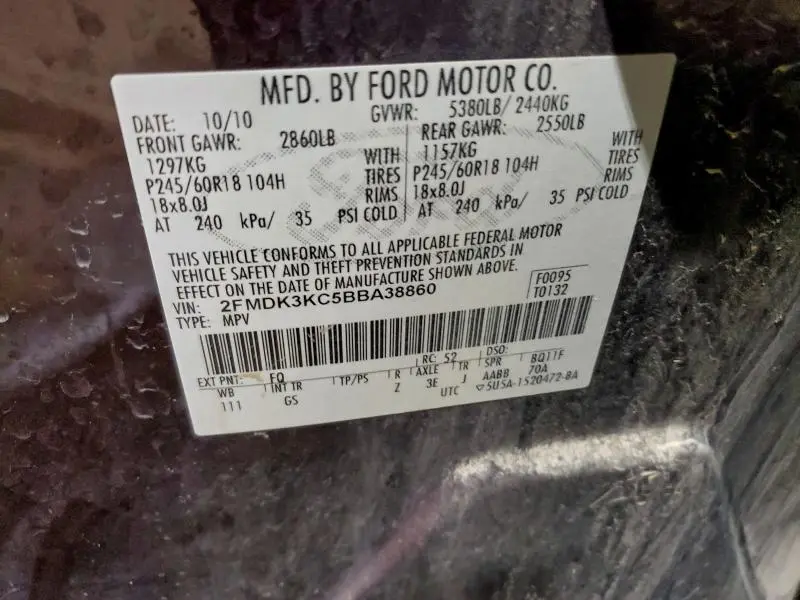 MFD. BY FORD MOTOR CO.
DATE: 10/10 GVWR: 5380LB/ 2440KG
FRONT GAWR: 2860LB REAR GAWR: 2550LB
1297KG WITH 1157KG WITH
P245/60R18 104H TIRES P245/60R18 104H TIRES
18x8.0J RIMS 18x8.0J RIMS
AT 240 kPa/ 35 PSI COLD AT 240 kPa/ 35 PSI COLD
THIS VEHICLE CONFORMS TO ALL APPLICABLE FEDERAL MOTOR
VEHICLE SAFETY AND THEFT PREVENTION STANDARDS IN
EFFECT ON THE DATE OF MANUFACTURE SHOWN ABOVE.
VIN: 2FMDK3KC5BBA38860 F0095
TYPE: MPV T0132
EXT PNT: FQ RC: 52 DSO:
WB INT TR TP/PS R AXLE TR SPR BQ11F
111 GS Z 3E J AABB 70A
UTC ▽5USA-1520472-BA